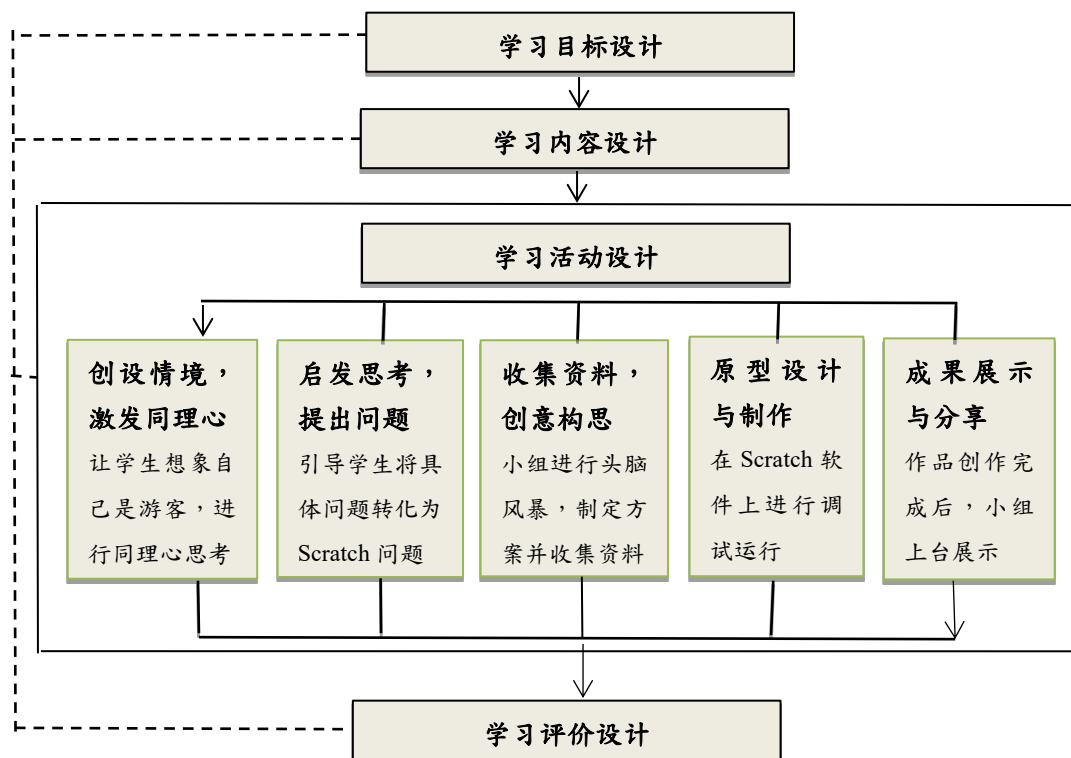 学习目标设计
学习内容设计
学习活动设计
创设情境，
激发同理心
让学生想象自
己是游客，进
行同理心思考
启发思考，
提出问题
引导学生将具
体问题转化为
Scratch 问题
收集资料，
创意构思
小组进行头脑
风暴，制定方
案并收集资料
原型设计
与制作
在 Scratch 软
件上进行调
试运行
成果展示
与分享
作品创作完
成后，小组
上台展示
学习评价设计